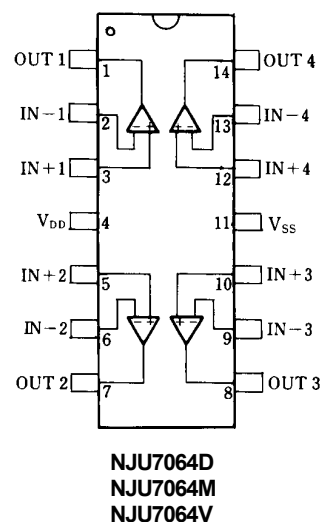 OUT 1
1
14
OUT 4
IN−1
2
− +
+ −
13
IN−4
IN+1
3
12
IN+4
VDD
4
11
VSS
IN+2
5
10
IN+3
IN−2
6
− +
+ −
9
IN−3
OUT 2
7
8
OUT 3
NJU7064D
NJU7064M
NJU7064V